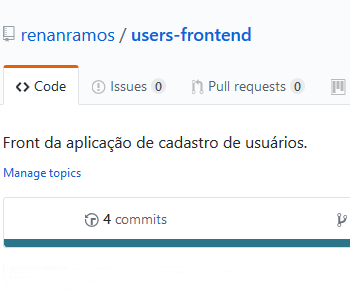 renanramos / users-frontend
Code Issues 0 Pull requests 0
Front da aplicação de cadastro de usuários.
Manage topics
4 commits